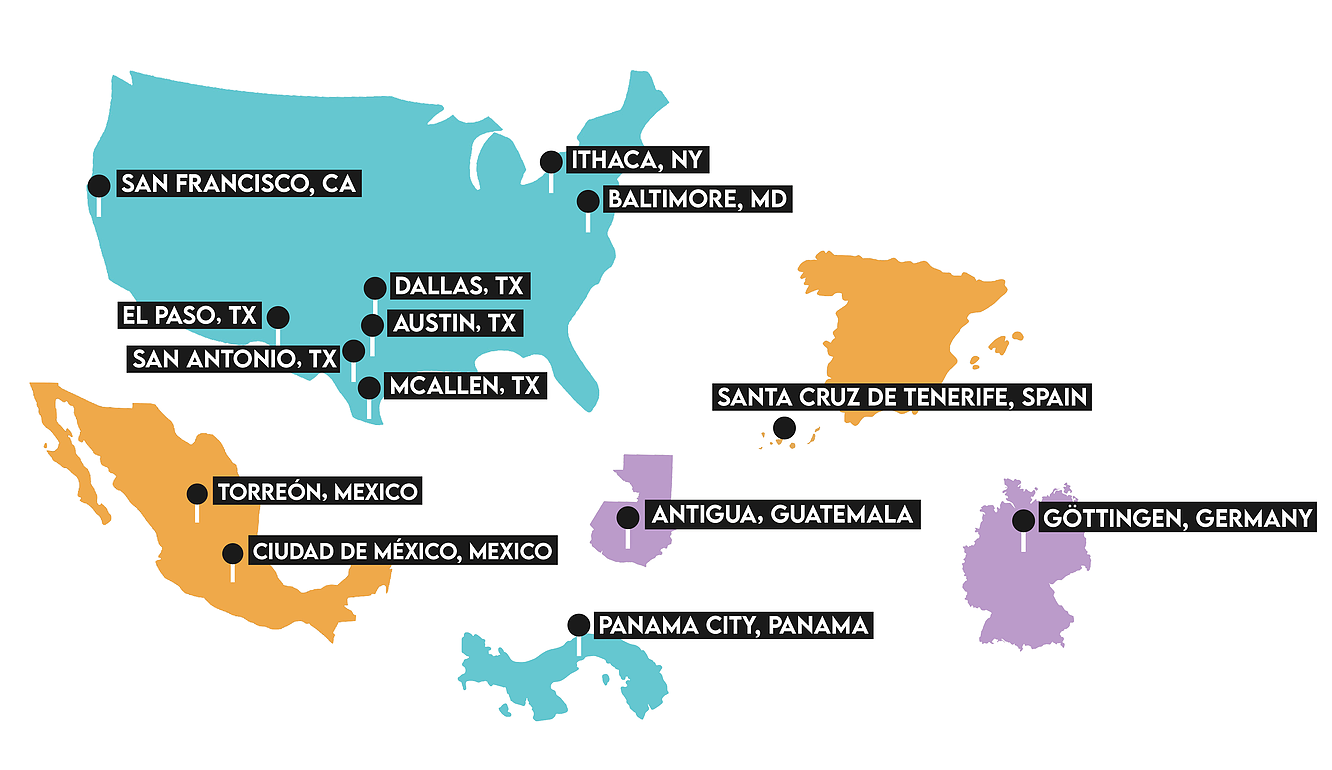 ITHACA, NY
SAN FRANCISCO, CA
BALTIMORE, MD
DALLAS, TX
EL PASO, TX
AUSTIN, TX
SAN ANTONIO, TX
MCALLEN, TX
SANTA CRUZ DE TENERIFE, SPAIN
TORREÓN, MEXICO
ANTIGUA, GUATEMALA
GÖTTINGEN, GERMANY
CIUDAD DE MÉXICO, MEXICO
PANAMA CITY, PANAMA